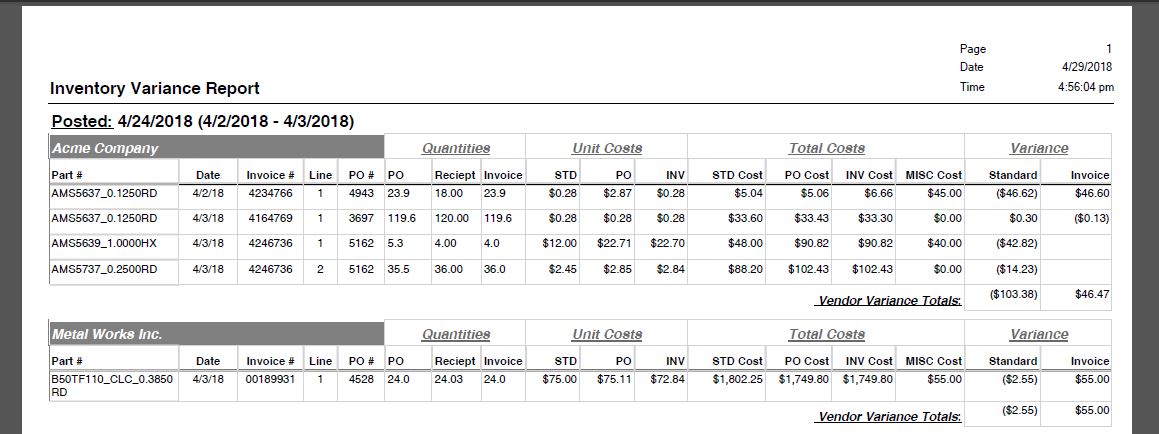 Page 1
Date 4/29/2018
Inventory Variance Report Time 4:56:04 pm
Posted: 4/24/2018 (4/2/2018 - 4/3/2018)
Acme Company Quantities Unit Costs Total Costs Variance
Part # Date Invoice # Line PO # PO Reciept Invoice STD PO INV STD Cost PO Cost INV Cost MISC Cost Standard Invoice
AMS5637_0.1250RD 4/2/18 4234766 1 4943 23.9 18.00 23.9 $0.28 $2.87 $0.28 $5.04 $5.06 $6.66 $45.00 ($46.62) $46.60
AMS5637_0.1250RD 4/3/18 4164769 1 3697 119.6 120.00 119.6 $0.28 $0.28 $0.28 $33.60 $33.43 $33.30 $0.00 $0.30 ($0.13)
AMS5639_1.0000HX 4/3/18 4246736 1 5162 5.3 4.00 4.0 $12.00 $22.71 $22.70 $48.00 $90.82 $90.82 $40.00 ($42.82)
AMS5737_0.2500RD 4/3/18 4246736 2 5162 35.5 36.00 36.0 $2.45 $2.85 $2.84 $88.20 $102.43 $102.43 $0.00 ($14.23)
Vendor Variance Totals: ($103.38) $46.47
Metal Works Inc. Quantities Unit Costs Total Costs Variance
Part # Date Invoice # Line PO # PO Reciept Invoice STD PO INV STD Cost PO Cost INV Cost MISC Cost Standard Invoice
B50TF110_CLC_0.3850 4/3/18 00189931 1 4528 24.0 24.03 24.0 $75.00 $75.11 $72.84 $1,802.25 $1,749.80 $1,749.80 $55.00 ($2.55) $55.00
RD
Vendor Variance Totals: ($2.55) $55.00